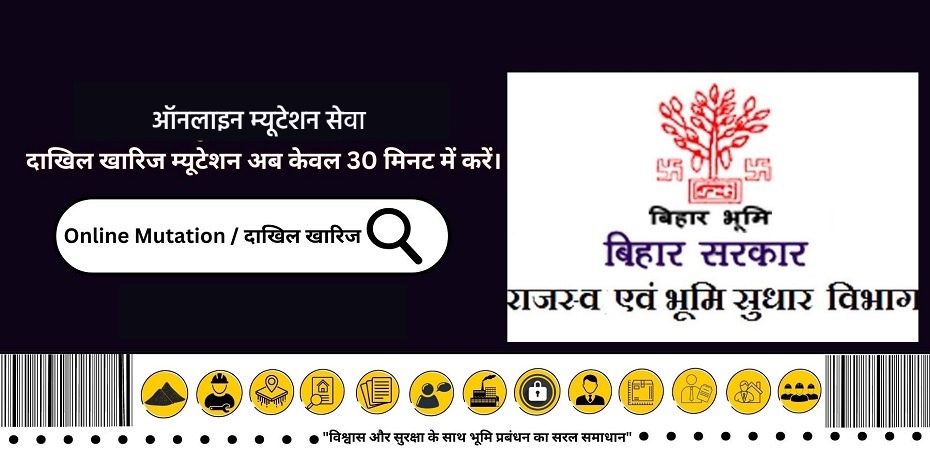 ऑनलाइन म्यूटेशन सेवा
दाखिल खारिज म्यूटेशन अब केवल 30 मिनट में करें।
Online Mutation / दाखिल खारिज
बिहार भूमि
बिहार सरकार
राजस्व एवं भूमि सुधार विभाग
"विश्वास और सुरक्षा के साथ भूमि प्रबंधन का सरल समाधान"